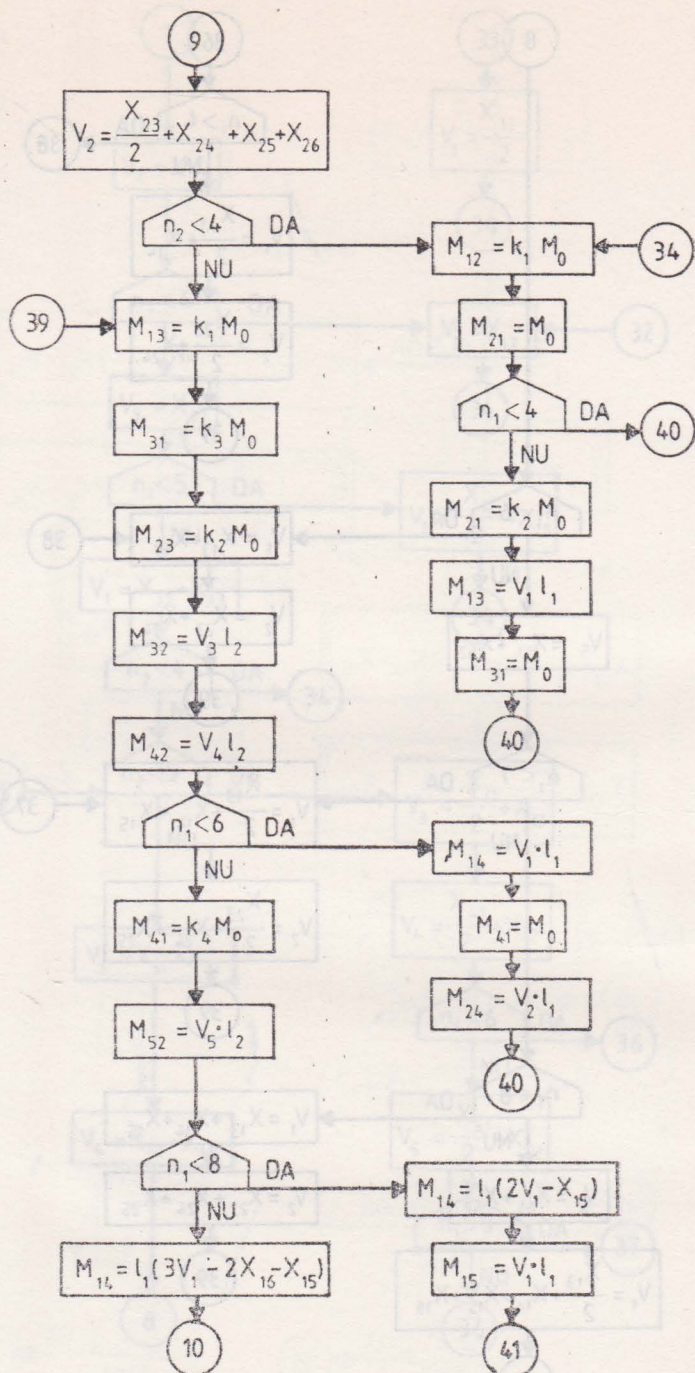 9
V₂ = X₂₃/2 + X₂₄ + X₂₅ + X₂₆
n₂ < 4 DA
NU
M₁₂ = k₁ M₀
34
39
M₁₃ = k₁ M₀
M₂₁ = M₀
M₃₁ = k₃ M₀
n₁ < 4 DA
40
NU
M₂₃ = k₂ M₀
M₂₁ = k₂ M₀
M₁₃ = V₁ l₁
M₃₂ = V₃ l₂
M₃₁ = M₀
40
M₄₂ = V₄ l₂
n₁ < 6 DA
NU
M₁₄ = V₁·l₁
M₄₁ = k₄ M₀
M₄₁ = M₀
M₅₂ = V₅·l₂
M₂₄ = V₂·l₁
40
n₁ < 8 DA
NU
M₁₄ = l₁(2V₁ - X₁₅)
M₁₄ = l₁(3V₁ - 2X₁₆ - X₁₅)
M₁₅ = V₁·l₁
10
41